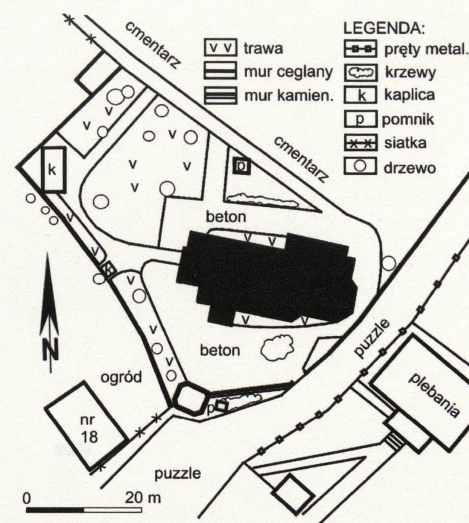 LEGENDA:
v v trawa
mur ceglany
mur kamien.
pręty metal.
krzewy
k kaplica
p pomnik
siatka
drzewo
cmentarz
cmentarz
k
p
beton
beton
puzzle
plebania
ogród
N
nr
18
p
puzzle
0 20 m